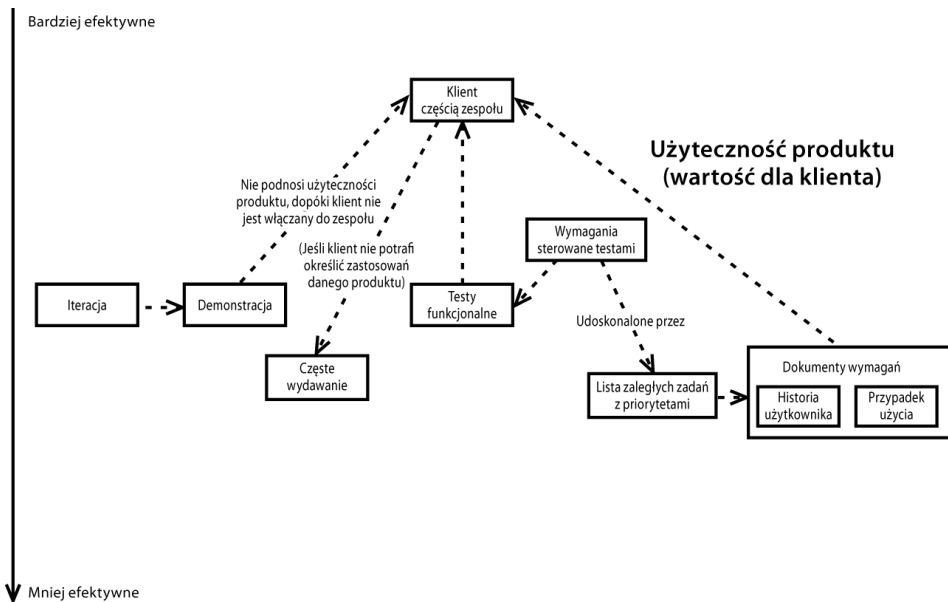 Bardziej efektywne
Klient
częścią zespołu
Użyteczność produktu
(wartość dla klienta)
Nie podnosi użyteczności
produktu, dopóki klient nie
jest włączany do zespołu
(Jeśli klient nie potrafi
określić zastosowań
danego produktu)
Wymagania
sterowane testami
Iteracja
Demonstracja
Testy
funkcjonalne
Udoskonalone przez
Częste
wydawanie
Lista zaległych zadań
z priorytetami
Dokumenty wymagań
Historia
użytkownika
Przypadek
użycia
Mniej efektywne